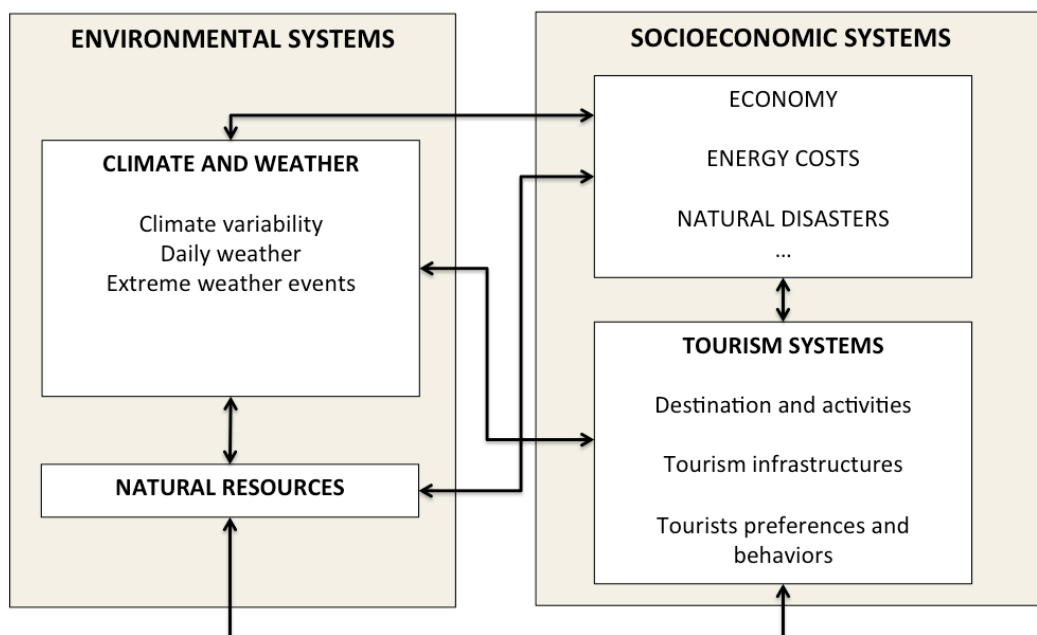 ENVIRONMENTAL SYSTEMS
CLIMATE AND WEATHER
Climate variability
Daily weather
Extreme weather events
NATURAL RESOURCES
SOCIOECONOMIC SYSTEMS
ECONOMY
ENERGY COSTS
NATURAL DISASTERS
...
TOURISM SYSTEMS
Destination and activities
Tourism infrastructures
Tourists preferences and
behaviors